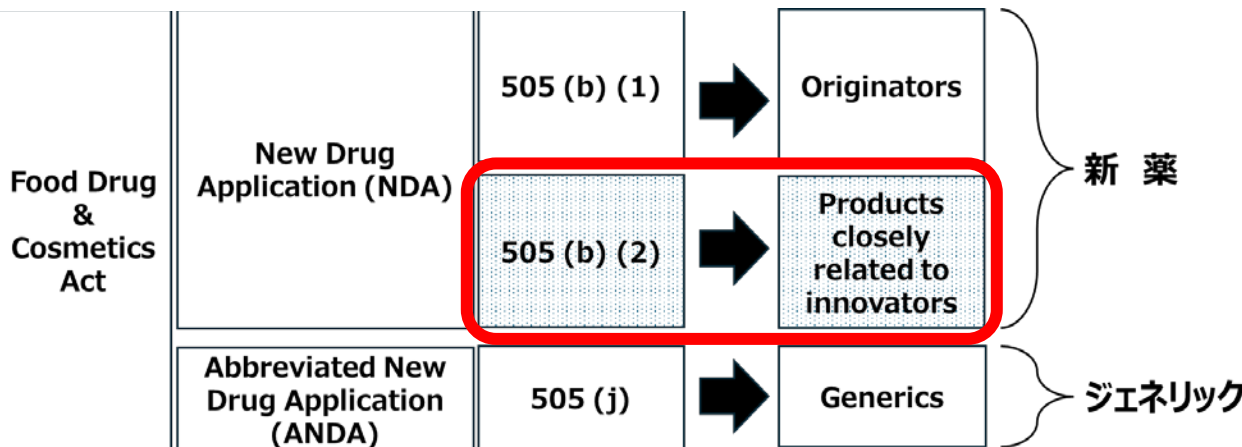 Food Drug
&
Cosmetics
Act
New Drug
Application (NDA)
505 (b) (1)
Originators
505 (b) (2)
Products
closely
related to
innovators
新 薬
Abbreviated New
Drug Application
(ANDA)
505 (j)
Generics
ジェネリック